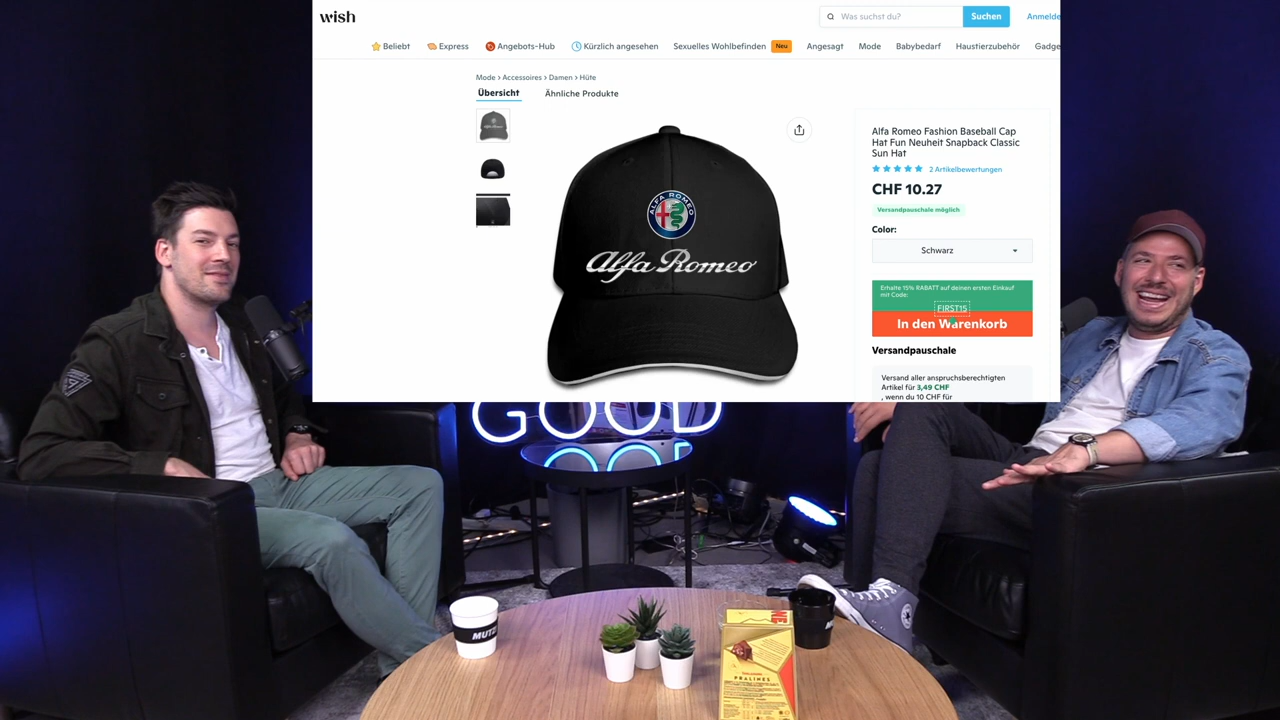 wish
Was suchst du?
Suchen
Anmelde
Beliebt
Express
Angebots-Hub
Kürzlich angesehen
Sexuelles Wohlbefinden
Neu
Angesagt
Mode
Babybedarf
Haustierzubehör
Gadge
Mode > Accessoires > Damen > Hüte
Übersicht
Ähnliche Produkte
ALFA ROMEO
Alfa Romeo
Alfa Romeo Fashion Baseball Cap
Hat Fun Neuheit Snapback Classic
Sun Hat
2 Artikelbewertungen
CHF 10.27
Versandpauschale möglich
Color:
Schwarz
Erhalte 15% RABATT auf deinen ersten Einkauf
mit Code:
FIRST15
In den Warenkorb
Versandpauschale
Versand aller anspruchsberechtigten
Artikel für 3,49 CHF
, wenn du 10 CHF für
GOOD
MUTZ
PRALINES